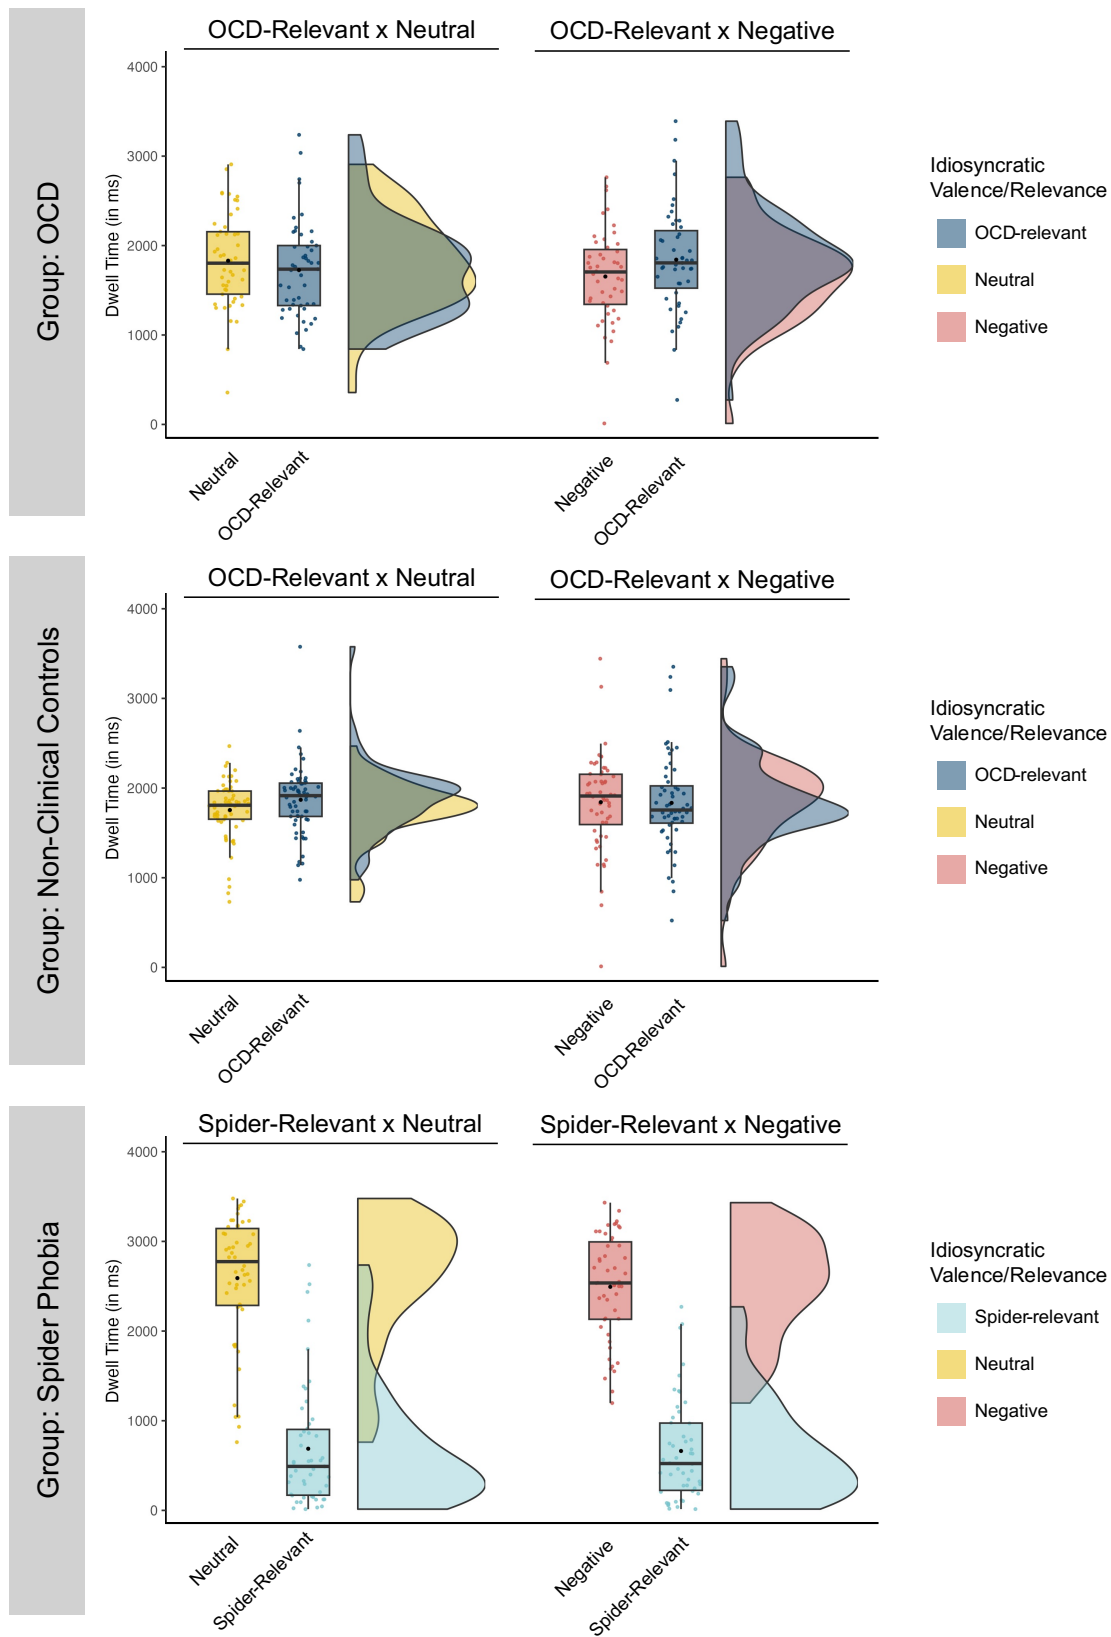 Group: OCD
OCD-Relevant x Neutral
OCD-Relevant x Negative
Dwell Time (in ms)
4000
3000
2000
1000
0
Neutral
OCD-Relevant
Negative
OCD-Relevant
Idiosyncratic
Valence/Relevance
OCD-relevant
Neutral
Negative
Group: Non-Clinical Controls
OCD-Relevant x Neutral
OCD-Relevant x Negative
Dwell Time (in ms)
4000
3000
2000
1000
0
Neutral
OCD-Relevant
Negative
OCD-Relevant
Idiosyncratic
Valence/Relevance
OCD-relevant
Neutral
Negative
Group: Spider Phobia
Spider-Relevant x Neutral
Spider-Relevant x Negative
Dwell Time (in ms)
4000
3000
2000
1000
0
Neutral
Spider-Relevant
Negative
Spider-Relevant
Idiosyncratic
Valence/Relevance
Spider-relevant
Neutral
Negative